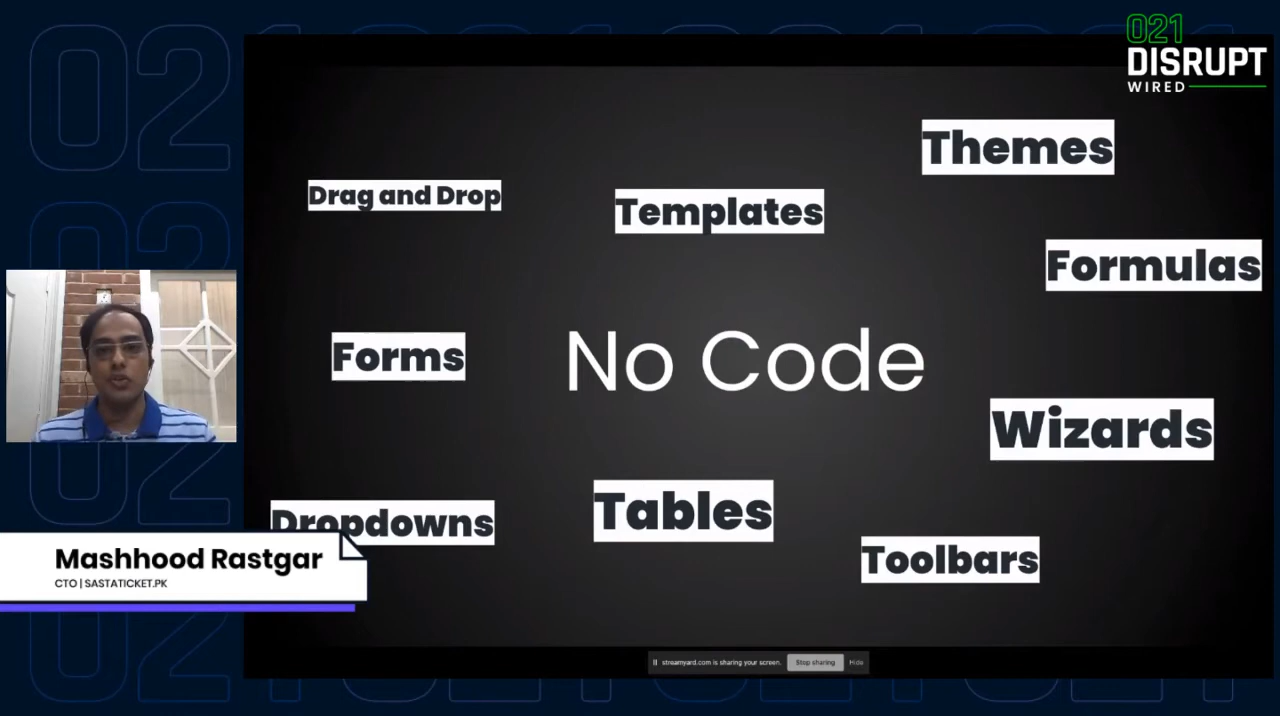 021
DISRUPT
WIRED
Themes
Drag and Drop
Templates
Formulas
Forms
No Code
Wizards
Dropdowns
Tables
Toolbars
Mashhood Rastgar
CTO | SASTATICKET.PK
streamyard.com is sharing your screen.
Stop sharing
Hide